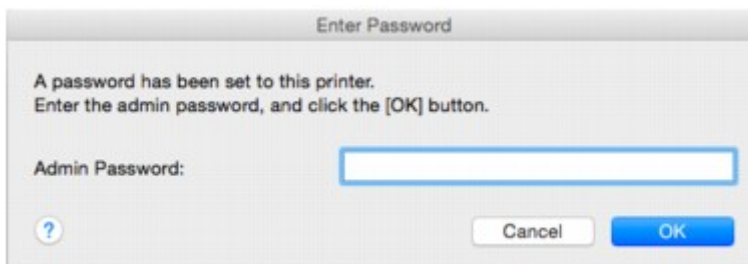 Enter Password
A password has been set to this printer.
Enter the admin password, and click the [OK] button.
Admin Password:
?
Cancel
OK